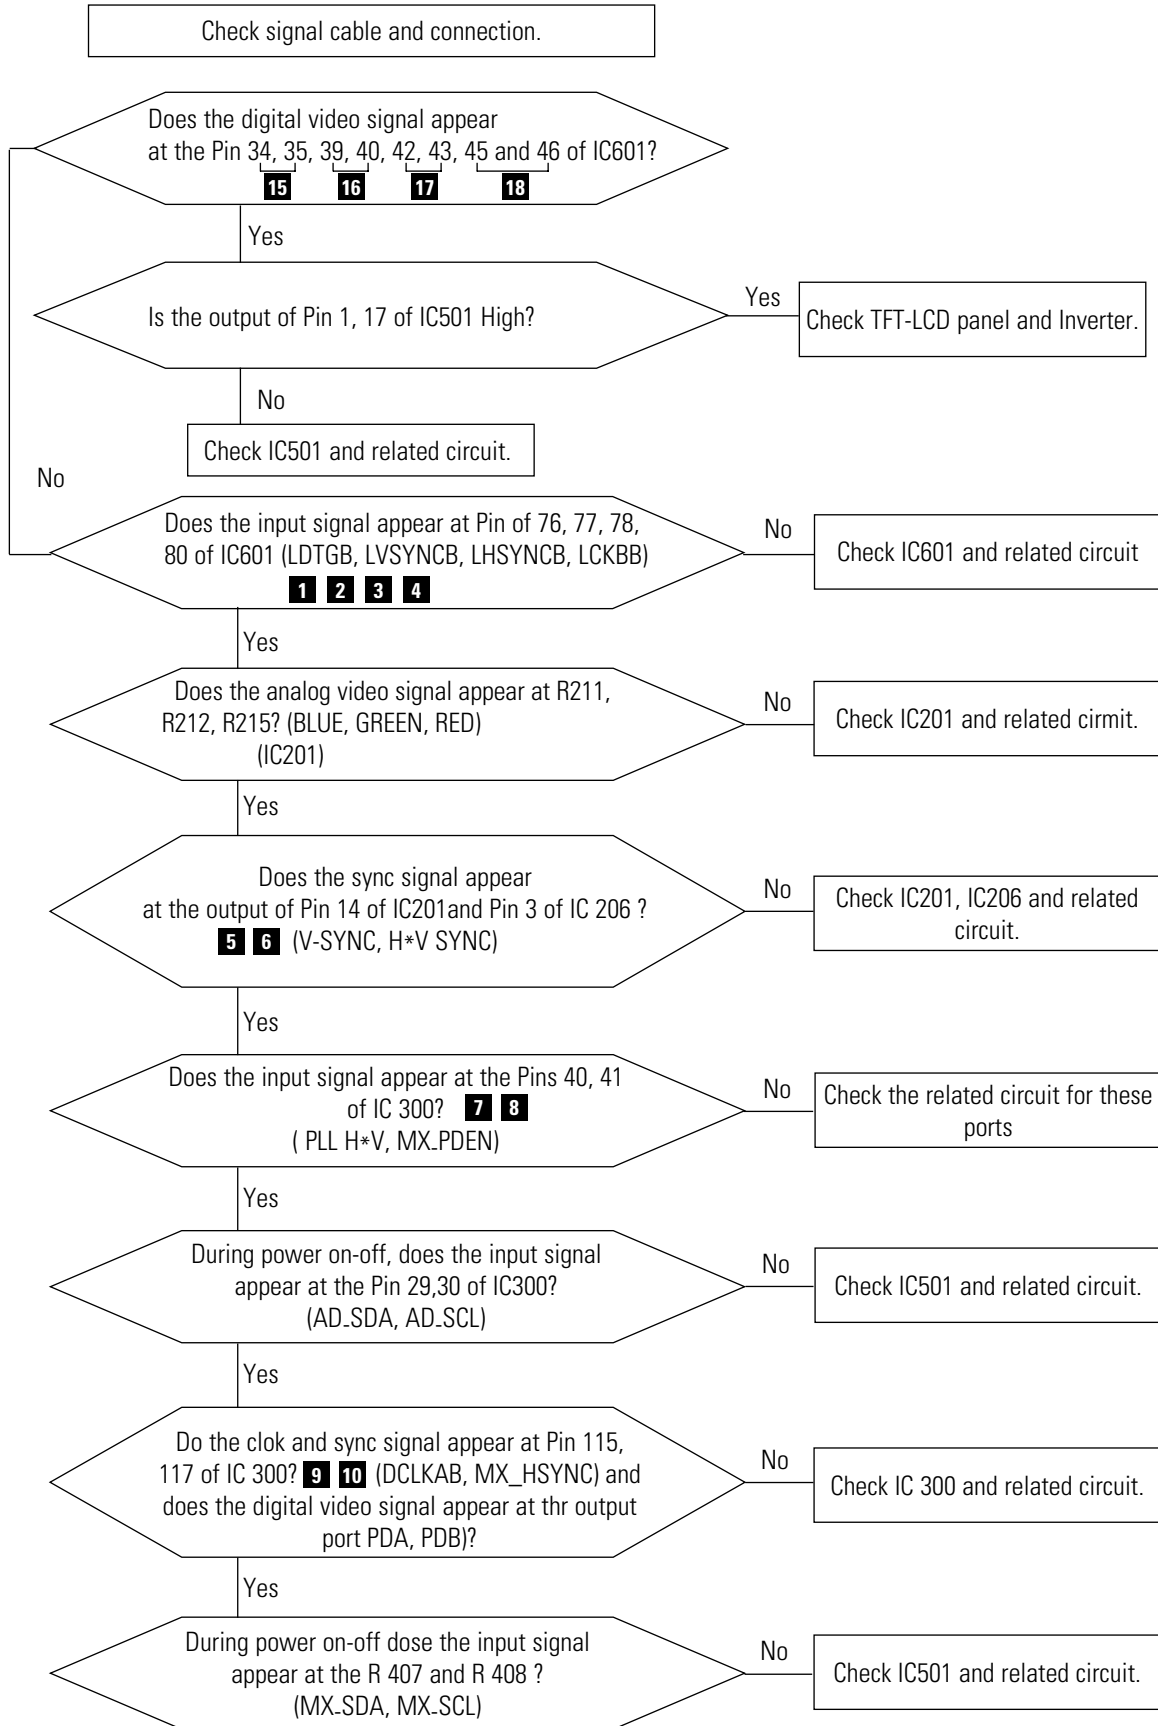 Check signal cable and connection.
Does the digital video signal appear
at the Pin 34, 35, 39, 40, 42, 43, 45 and 46 of IC601?
15 16 17 18
Yes
Is the output of Pin 1, 17 of IC501 High?
Yes
Check TFT-LCD panel and Inverter.
No
Check IC501 and related circuit.
No
Does the input signal appear at Pin of 76, 77, 78,
80 of IC601 (LDTGB, LVSYNCB, LHSYNCB, LCKBB)
1 2 3 4
No
Check IC601 and related circuit
Yes
Does the analog video signal appear at R211,
R212, R215? (BLUE, GREEN, RED)
(IC201)
No
Check IC201 and related cirmit.
Yes
Does the sync signal appear
at the output of Pin 14 of IC201and Pin 3 of IC 206 ?
5 6 (V-SYNC, H*V SYNC)
No
Check IC201, IC206 and related
circuit.
Yes
Does the input signal appear at the Pins 40, 41
of IC 300? 7 8
( PLL H*V, MX-PDEN)
No
Check the related circuit for these
ports
Yes
During power on-off, does the input signal
appear at the Pin 29,30 of IC300?
(AD-SDA, AD-SCL)
No
Check IC501 and related circuit.
Yes
Do the clok and sync signal appear at Pin 115,
117 of IC 300? 9 10 (DCLKAB, MX_HSYNC) and
does the digital video signal appear at thr output
port PDA, PDB)?
No
Check IC 300 and related circuit.
Yes
During power on-off dose the input signal
appear at the R 407 and R 408 ?
(MX-SDA, MX-SCL)
No
Check IC501 and related circuit.